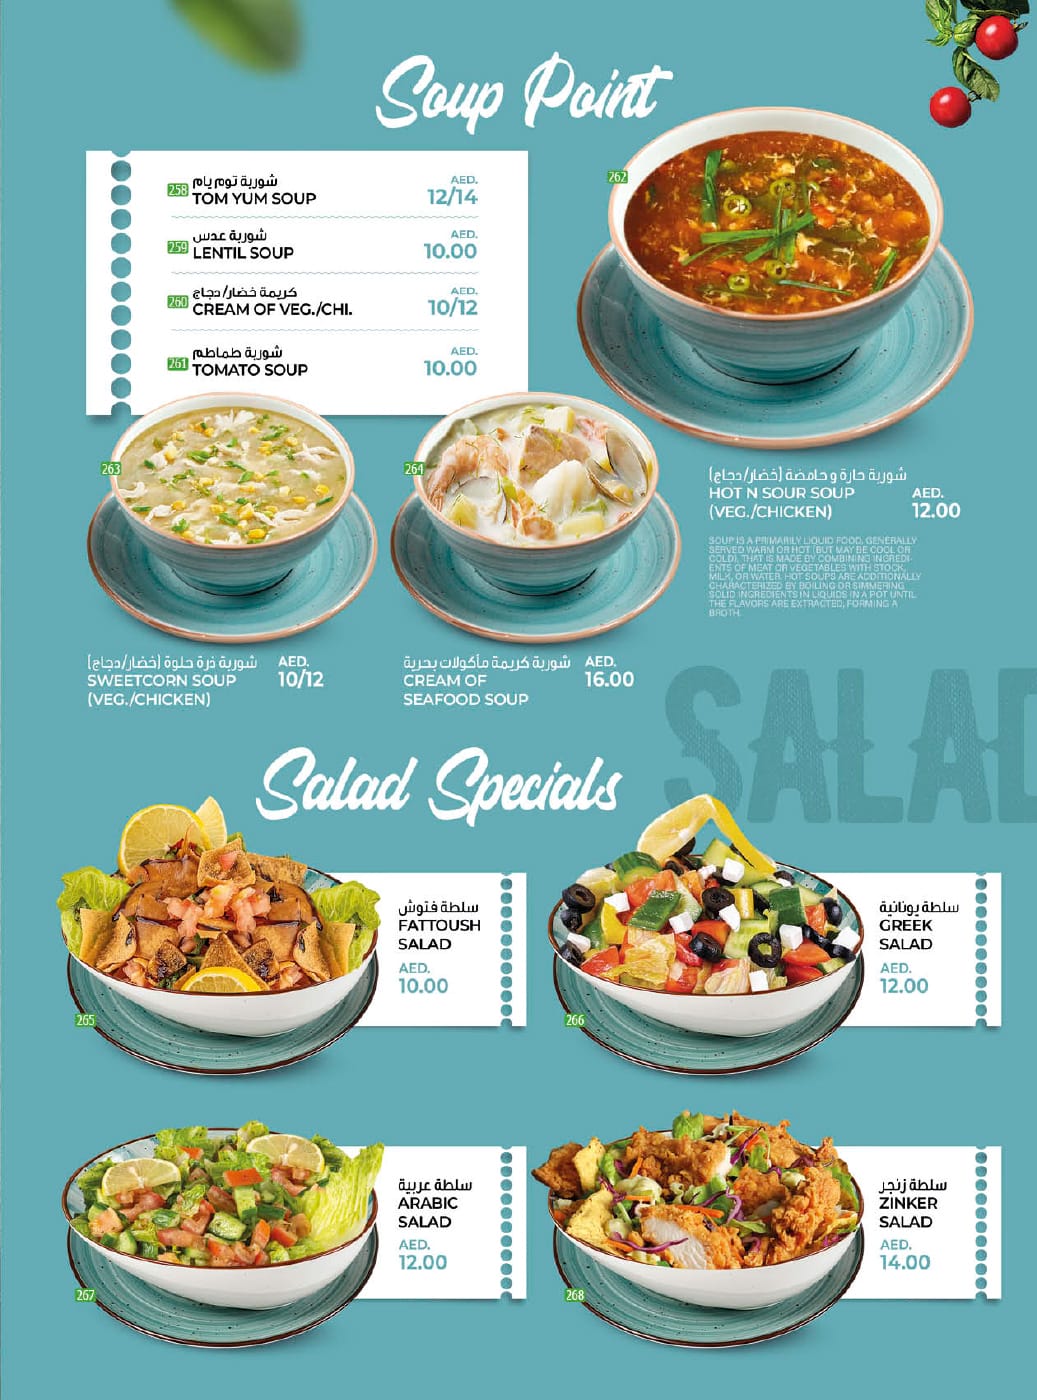 Soup Point
258
شوربة توم يام
TOM YUM SOUP
AED.
12/14
259
شوربة عدس
LENTIL SOUP
AED.
10.00
260
كريمة خضار/دجاج
CREAM OF VEG./CHI.
AED.
10/12
261
شوربة طماطم
TOMATO SOUP
AED.
10.00
262
شوربة حارة و حامضة (خضار/دجاج)
HOT N SOUR SOUP
(VEG./CHICKEN)
AED.
12.00
SOUP IS A PRIMARILY LIQUID FOOD, GENERALLY
SERVED WARM OR HOT (BUT MAY BE COOL OR
COLD), THAT IS MADE BY COMBINING INGREDI-
ENTS OF MEAT OR VEGETABLES WITH STOCK,
MILK, OR WATER. HOT SOUPS ARE ADDITIONALLY
CHARACTERIZED BY BOILING OR SIMMERING
SOLID INGREDIENTS IN LIQUIDS IN A POT UNTIL
THE FLAVORS ARE EXTRACTED, FORMING A
BROTH.
263
شوربة ذرة حلوة (خضار/دجاج)
SWEETCORN SOUP
(VEG./CHICKEN)
AED.
10/12
264
شوربة كريمة مأكولات بحرية
CREAM OF
SEAFOOD SOUP
AED.
16.00
SALAD
Salad Specials
265
سلطة فتوش
FATTOUSH
SALAD
AED.
10.00
266
سلطة يونانية
GREEK
SALAD
AED.
12.00
267
سلطة عربية
ARABIC
SALAD
AED.
12.00
268
سلطة زنجر
ZINKER
SALAD
AED.
14.00